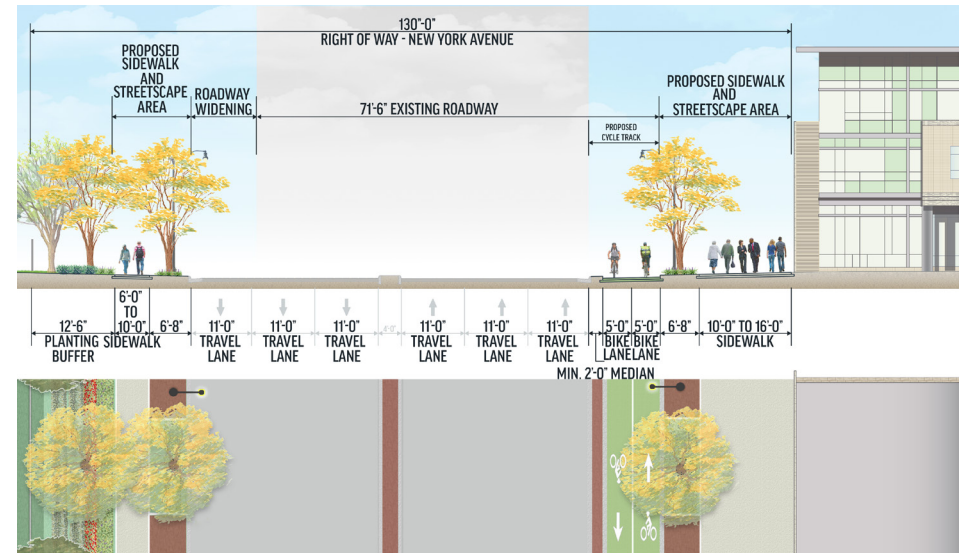 130"-0"
RIGHT OF WAY - NEW YORK AVENUE
PROPOSED
SIDEWALK
AND
STREETSCAPE
AREA
ROADWAY
WIDENING
71'-6" EXISTING ROADWAY
PROPOSED
CYCLE TRACK
PROPOSED SIDEWALK
AND
STREETSCAPE AREA
12'-6"
PLANTING
BUFFER
6'-0"
TO
10'-0"
SIDEWALK
6'-8"
11'-0"
TRAVEL
LANE
11'-0"
TRAVEL
LANE
11'-0"
TRAVEL
LANE
11'-0"
TRAVEL
LANE
11'-0"
TRAVEL
LANE
11'-0"
TRAVEL
LANE
MIN. 2'-0" MEDIAN
5'-0"
BIKE
LANE
5'-0"
BIKE
LANE
6'-8"
10'-0" TO 16'-0"
SIDEWALK